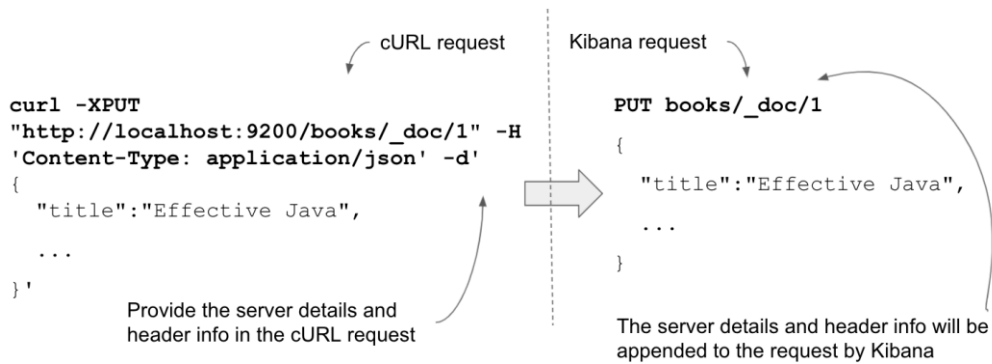 cURL request
curl -XPUT
"http://localhost:9200/books/_doc/1" -H
'Content-Type: application/json' -d'
{
"title":"Effective Java",
...
}'
Provide the server details and
header info in the cURL request
Kibana request
PUT books/_doc/1
{
"title":"Effective Java",
...
}
The server details and header info will be
appended to the request by Kibana